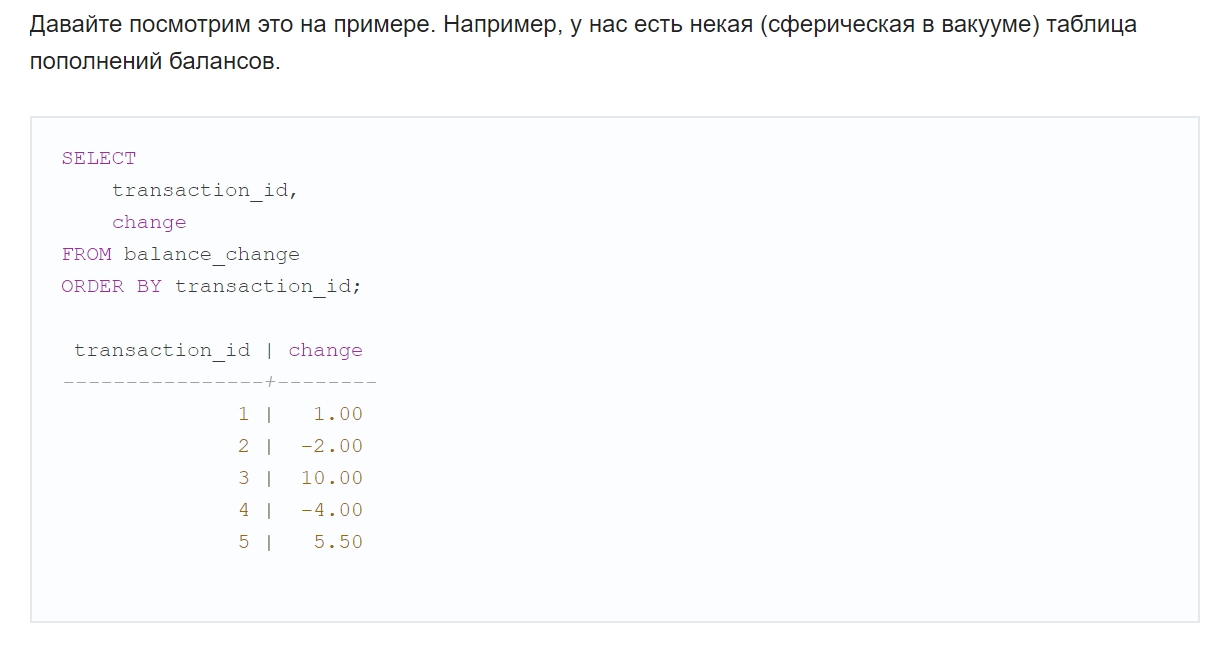 Давайте посмотрим это на примере. Например, у нас есть некая (сферическая в вакууме) таблица
пополнений балансов.
SELECT
    transaction_id,
    change
FROM balance_change
ORDER BY transaction_id;
 transaction_id | change
----------------+--------
              1 |   1.00
              2 |  -2.00
              3 |  10.00
              4 |  -4.00
              5 |   5.50